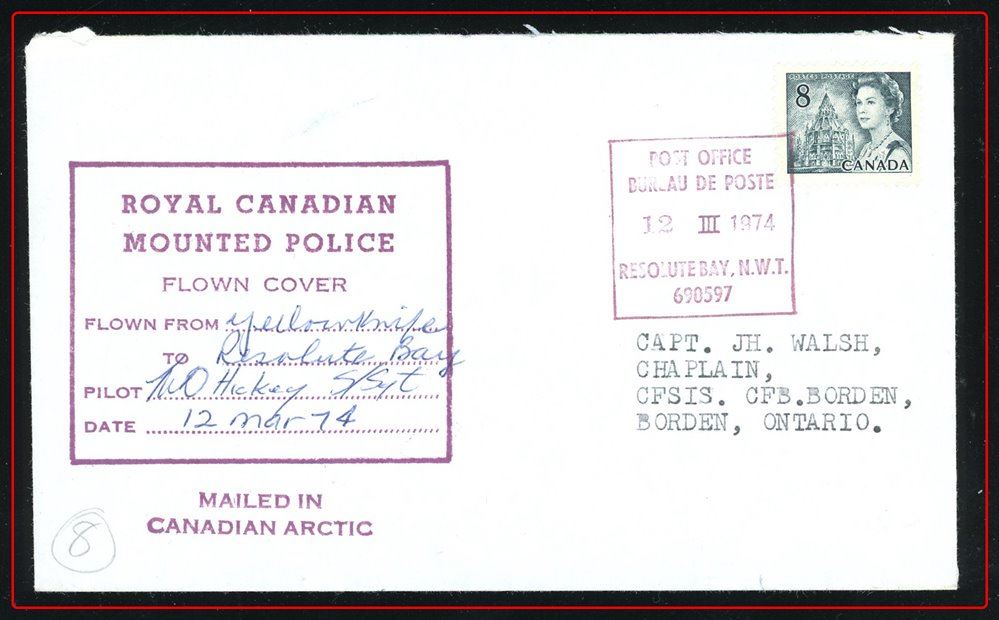 ROYAL CANADIAN
MOUNTED POLICE
FLOWN COVER
FLOWN FROM Yellowknife
TO Resolute Bay
PILOT Hickey S/Sgt
DATE 12 Mar 74
MAILED IN
CANADIAN ARCTIC
8
POSTES POSTAGE
8
CANADA
POST OFFICE
BUREAU DE POSTE
12 III 1974
RESOLUTE BAY, N.W.T.
690597
CAPT. JH. WALSH,
CHAPLAIN,
CFSIS. CFB.BORDEN,
BORDEN, ONTARIO.